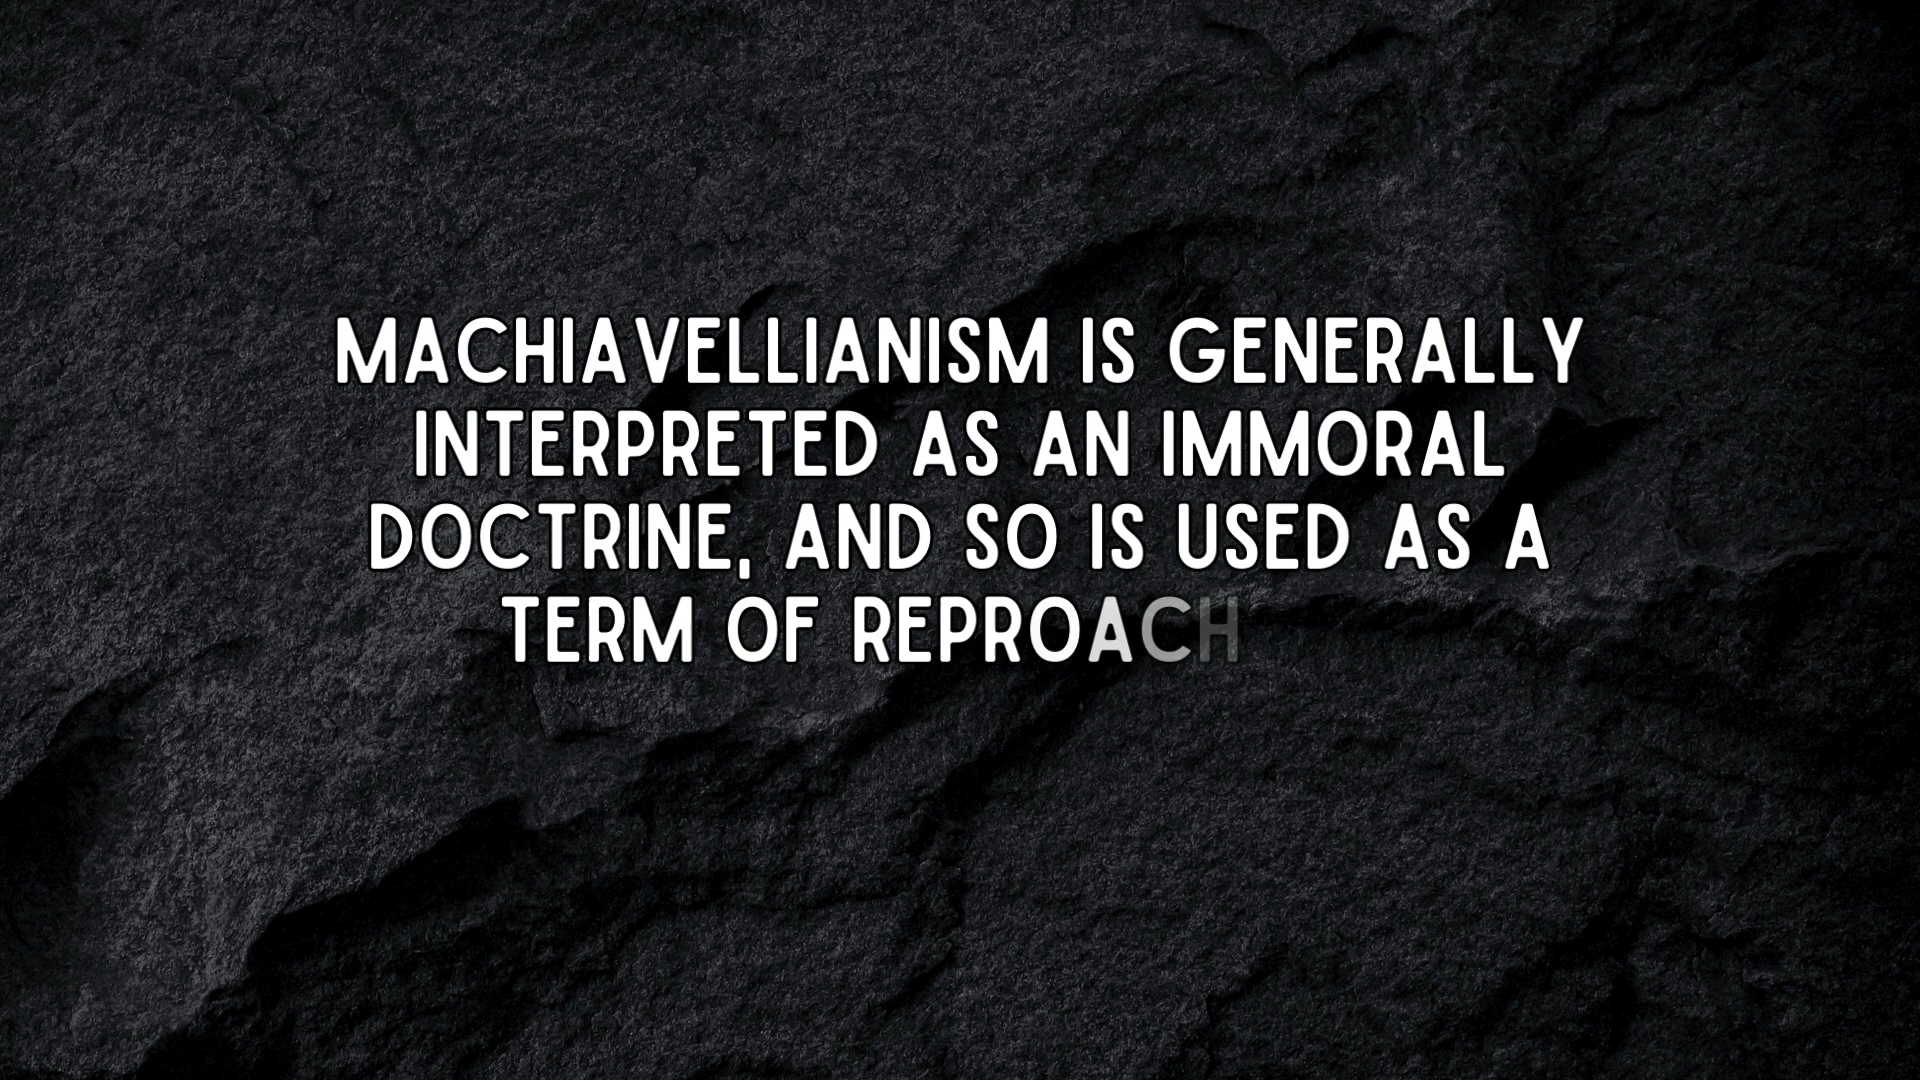 MACHIAVELLIANISM IS GENERALLY
INTERPRETED AS AN IMMORAL
DOCTRINE, AND SO IS USED AS A
TERM OF REPROACH